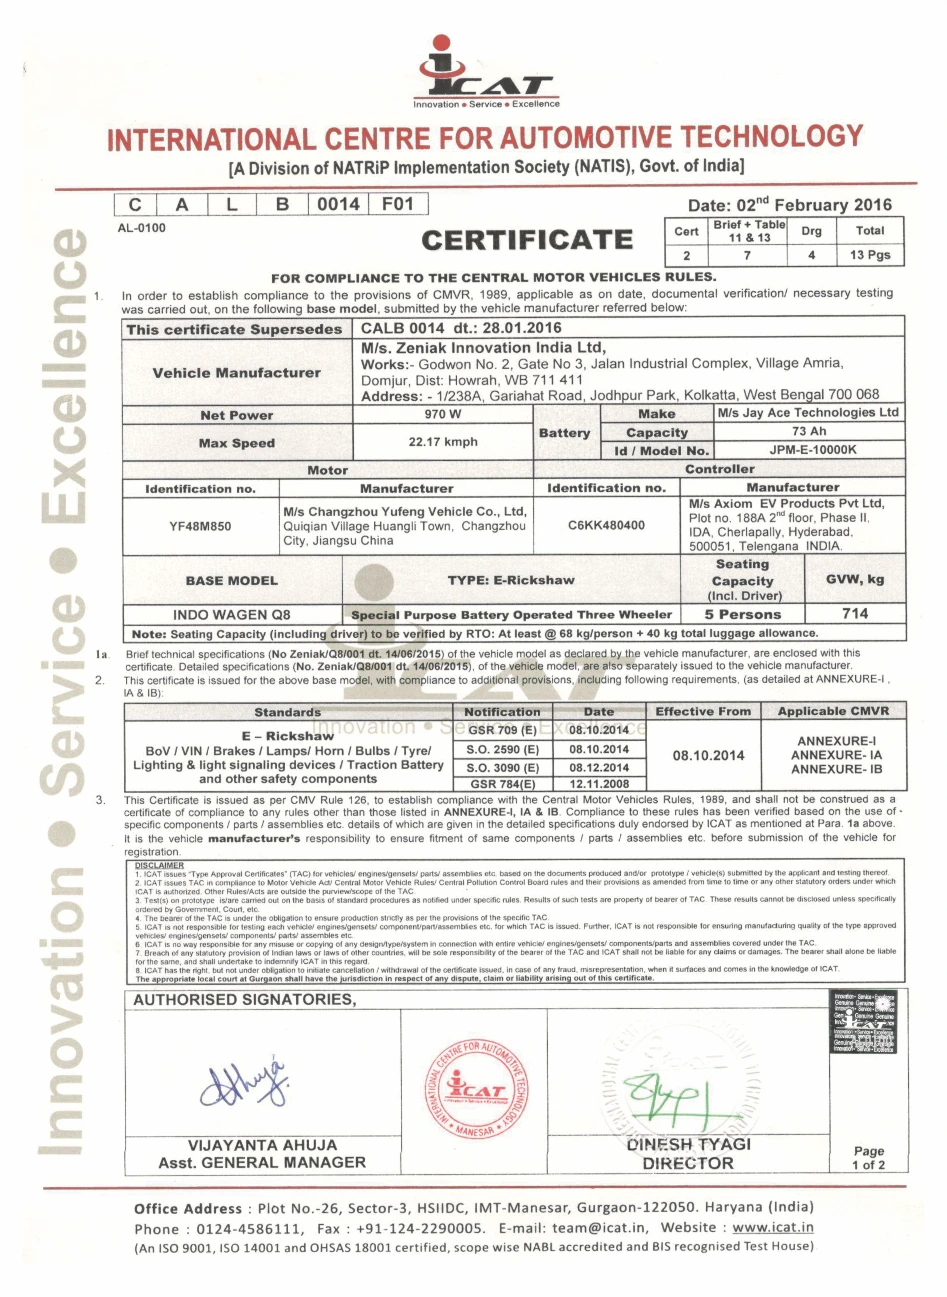 iCAT
Innovation • Service • Excellence
INTERNATIONAL CENTRE FOR AUTOMOTIVE TECHNOLOGY
[A Division of NATRiP Implementation Society (NATIS), Govt. of India]
C A L B 0014 F01
Date: 02nd February 2016
AL-0100
CERTIFICATE
Cert Brief + Table 11 & 13 Drg Total
2 7 4 13 Pgs
FOR COMPLIANCE TO THE CENTRAL MOTOR VEHICLES RULES.
1. In order to establish compliance to the provisions of CMVR, 1989, applicable as on date, documental verification/ necessary testing
was carried out, on the following base model, submitted by the vehicle manufacturer referred below:
This certificate Supersedes CALB 0014 dt.: 28.01.2016
Vehicle Manufacturer
M/s. Zeniak Innovation India Ltd,
Works:- Godwon No. 2, Gate No 3, Jalan Industrial Complex, Village Amria,
Domjur, Dist: Howrah, WB 711 411
Address: - 1/238A, Gariahat Road, Jodhpur Park, Kolkatta, West Bengal 700 068
Net Power 970 W
Max Speed 22.17 kmph
Battery
Make M/s Jay Ace Technologies Ltd
Capacity 73 Ah
Id / Model No. JPM-E-10000K
Motor Controller
Identification no. Manufacturer Identification no. Manufacturer
YF48M850
M/s Changzhou Yufeng Vehicle Co., Ltd,
Quiqian Village Huangli Town, Changzhou
City, Jiangsu China
C6KK480400
M/s Axiom EV Products Pvt Ltd,
Plot no. 188A 2nd floor, Phase II,
IDA, Cherlapally, Hyderabad,
500051, Telengana INDIA.
BASE MODEL TYPE: E-Rickshaw Seating Capacity (Incl. Driver) GVW, kg
INDO WAGEN Q8 Special Purpose Battery Operated Three Wheeler 5 Persons 714
Note: Seating Capacity (including driver) to be verified by RTO: At least @ 68 kg/person + 40 kg total luggage allowance.
1a. Brief technical specifications (No Zeniak/Q8/001 dt. 14/06/2015) of the vehicle model as declared by the vehicle manufacturer, are enclosed with this
certificate. Detailed specifications (No. Zeniak/Q8/001 dt. 14/06/2015), of the vehicle model, are also separately issued to the vehicle manufacturer.
2. This certificate is issued for the above base model, with compliance to additional provisions, including following requirements, (as detailed at ANNEXURE-I ,
IA & IB):
Standards Notification Date Effective From Applicable CMVR
E – Rickshaw
BoV / VIN / Brakes / Lamps/ Horn / Bulbs / Tyre/
Lighting & light signaling devices / Traction Battery
and other safety components
GSR 709 (E) 08.10.2014
S.O. 2590 (E) 08.10.2014
S.O. 3090 (E) 08.12.2014
GSR 784(E) 12.11.2008
08.10.2014
ANNEXURE-I
ANNEXURE- IA
ANNEXURE- IB
iCAT
Innovation • Service • Excellence
3. This Certificate is issued as per CMV Rule 126, to establish compliance with the Central Motor Vehicles Rules, 1989, and shall not be construed as a
certificate of compliance to any rules other than those listed in ANNEXURE-I, IA & IB. Compliance to these rules has been verified based on the use of -
specific components / parts / assemblies etc. details of which are given in the detailed specifications duly endorsed by ICAT as mentioned at Para. 1a above.
It is the vehicle manufacturer's responsibility to ensure fitment of same components / parts / assemblies etc. before submission of the vehicle for
registration.
DISCLAIMER
1. ICAT issues "Type Approval Certificates" (TAC) for vehicles/ engines/gensets/ parts/ assemblies etc. based on the documents produced and/or prototype / vehicle(s) submitted by the applicant and testing thereof.
2. ICAT issues TAC in compliance to Motor Vehicle Act/ Central Motor Vehicle Rules/ Central Pollution Control Board rules and their provisions as amended from time to time or any other statutory orders under which
ICAT is authorized. Other Rules/Acts are outside the purview/scope of the TAC.
3. Test(s) on prototype is/are carried out on the basis of standard procedures as notified under specific rules. Results of such tests are property of bearer of TAC. These results cannot be disclosed unless specifically
ordered by Government, Court, etc.
4. The bearer of the TAC is under the obligation to ensure production strictly as per the provisions of the specific TAC.
5. ICAT is not responsible for testing each vehicle/ engines/gensets/ component/part/assemblies etc. for which TAC is issued. Further, ICAT is not responsible for ensuring manufacturing quality of the type approved
vehicles/ engines/gensets/ components/ parts/ assembles etc.
6. ICAT is no way responsible for any misuse or copying of any design/type/system in connection with entire vehicle/ engines/gensets/ components/parts and assemblies covered under the TAC.
7. Breach of any statutory provision of Indian laws or laws of other countries, will be sole responsibility of the bearer of the TAC and ICAT shall not be liable for any claims or damages. The bearer shall alone be liable
for the same, and shall undertake to indemnify ICAT in this regard.
8. ICAT has the right, but not under obligation to initiate cancellation / withdrawal of the certificate issued, in case of any fraud, misrepresentation, when it surfaces and comes in the knowledge of ICAT.
The appropriate local court at Gurgaon shall have the jurisdiction in respect of any dispute, claim or liability arising out of this certificate.
AUTHORISED SIGNATORIES,
Ahuja
INTERNATIONAL CENTRE FOR AUTOMOTIVE TECHNOLOGY
iCAT
MANESAR
VIJAYANTA AHUJA
Asst. GENERAL MANAGER
DINESH TYAGI
DIRECTOR
Page
1 of 2
Innovation • Service • Excellence
Office Address : Plot No.-26, Sector-3, HSIIDC, IMT-Manesar, Gurgaon-122050. Haryana (India)
Phone : 0124-4586111, Fax : +91-124-2290005. E-mail: team@icat.in, Website : www.icat.in
(An ISO 9001, ISO 14001 and OHSAS 18001 certified, scope wise NABL accredited and BIS recognised Test House)